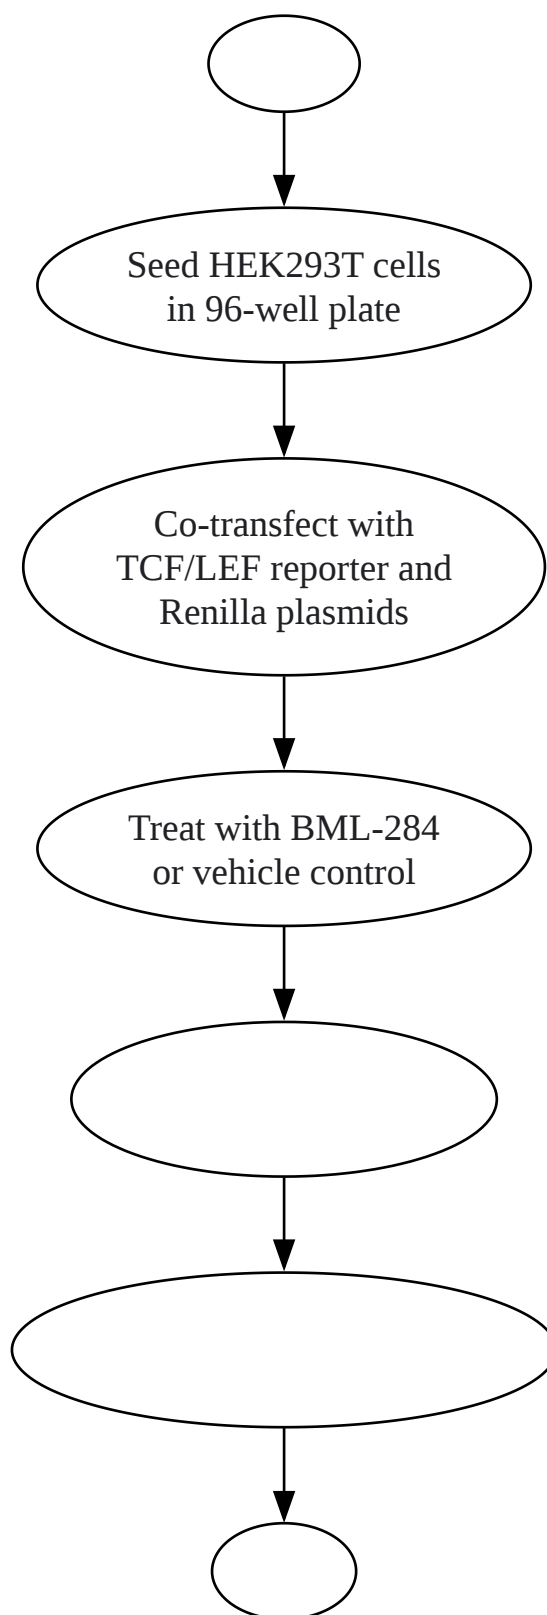 Seed HEK293T cells
in 96-well plate
Co-transfect with
TCF/LEF reporter and
Renilla plasmids
Treat with BML-284
or vehicle control